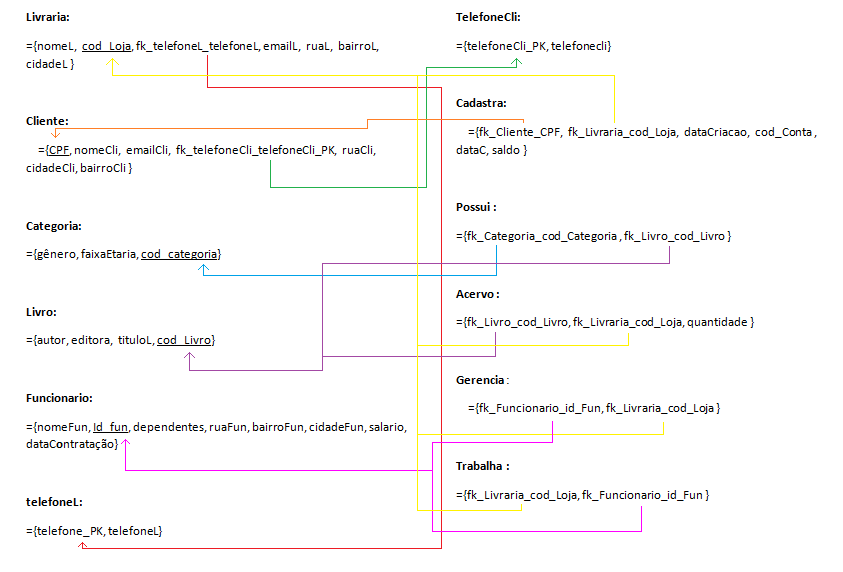 Livraria:
={nomeL, cod_Loja, fk_telefoneL_telefoneL, emailL, ruaL, bairroL,
cidadeL }
Cliente:
={CPF, nomeCli, emailCli, fk_telefoneCli_telefoneCli_PK, ruaCli,
cidadeCli, bairroCli }
Categoria:
={gênero, faixaEtaria, cod_categoria}
Livro:
={autor, editora, tituloL, cod_Livro}
Funcionario:
={nomeFun, Id_fun, dependentes, ruaFun, bairroFun, cidadeFun, salario,
dataContratação}
telefoneL:
={telefone_PK, telefoneL}
TelefoneCli:
={telefoneCli_PK, telefonecli}
Cadastra:
={fk_Cliente_CPF, fk_Livraria_cod_Loja, dataCriacao, cod_Conta ,
dataC, saldo }
Possui :
={fk_Categoria_cod_Categoria , fk_Livro_cod_Livro }
Acervo :
={fk_Livro_cod_Livro, fk_Livraria_cod_Loja, quantidade }
Gerencia :
={fk_Funcionario_id_Fun, fk_Livraria_cod_Loja }
Trabalha :
={fk_Livraria_cod_Loja, fk_Funcionario_id_Fun }